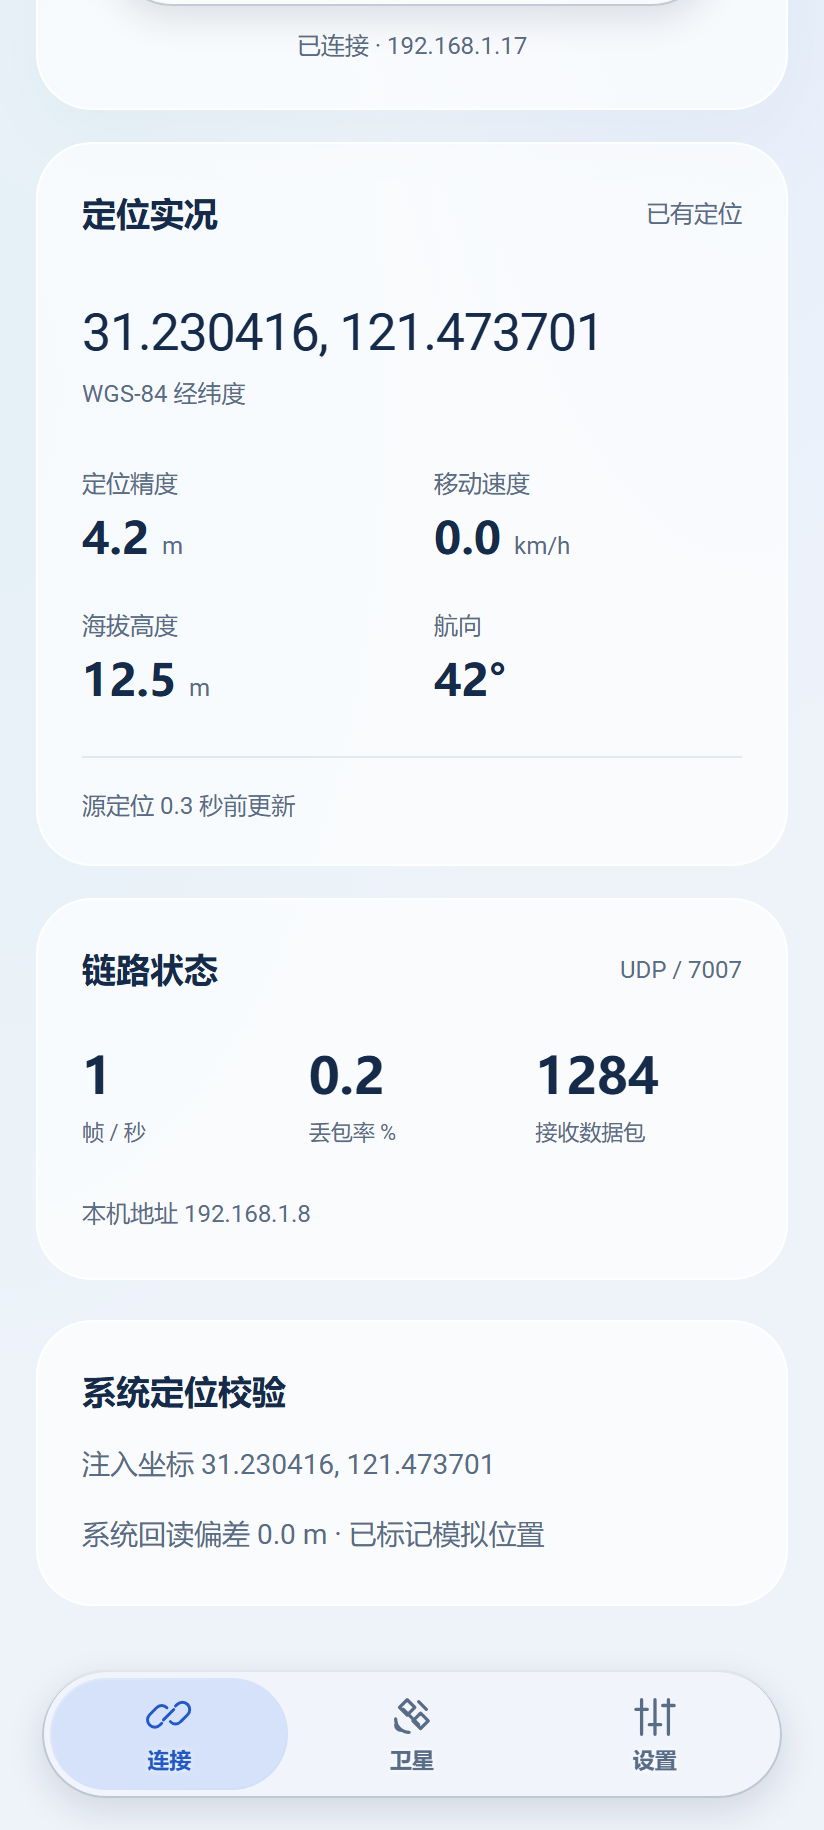 已连接 · 192.168.1.17
定位实况
已有定位
31.230416, 121.473701
WGS-84 经纬度
定位精度
移动速度
4.2 m
0.0 km/h
海拔高度
航向
12.5 m
42°
源定位 0.3 秒前更新
链路状态
UDP / 7007
1
0.2
1284
帧 / 秒
丢包率 %
接收数据包
本机地址 192.168.1.8
系统定位校验
注入坐标 31.230416, 121.473701
系统回读偏差 0.0 m · 已标记模拟位置
连接
卫星
设置